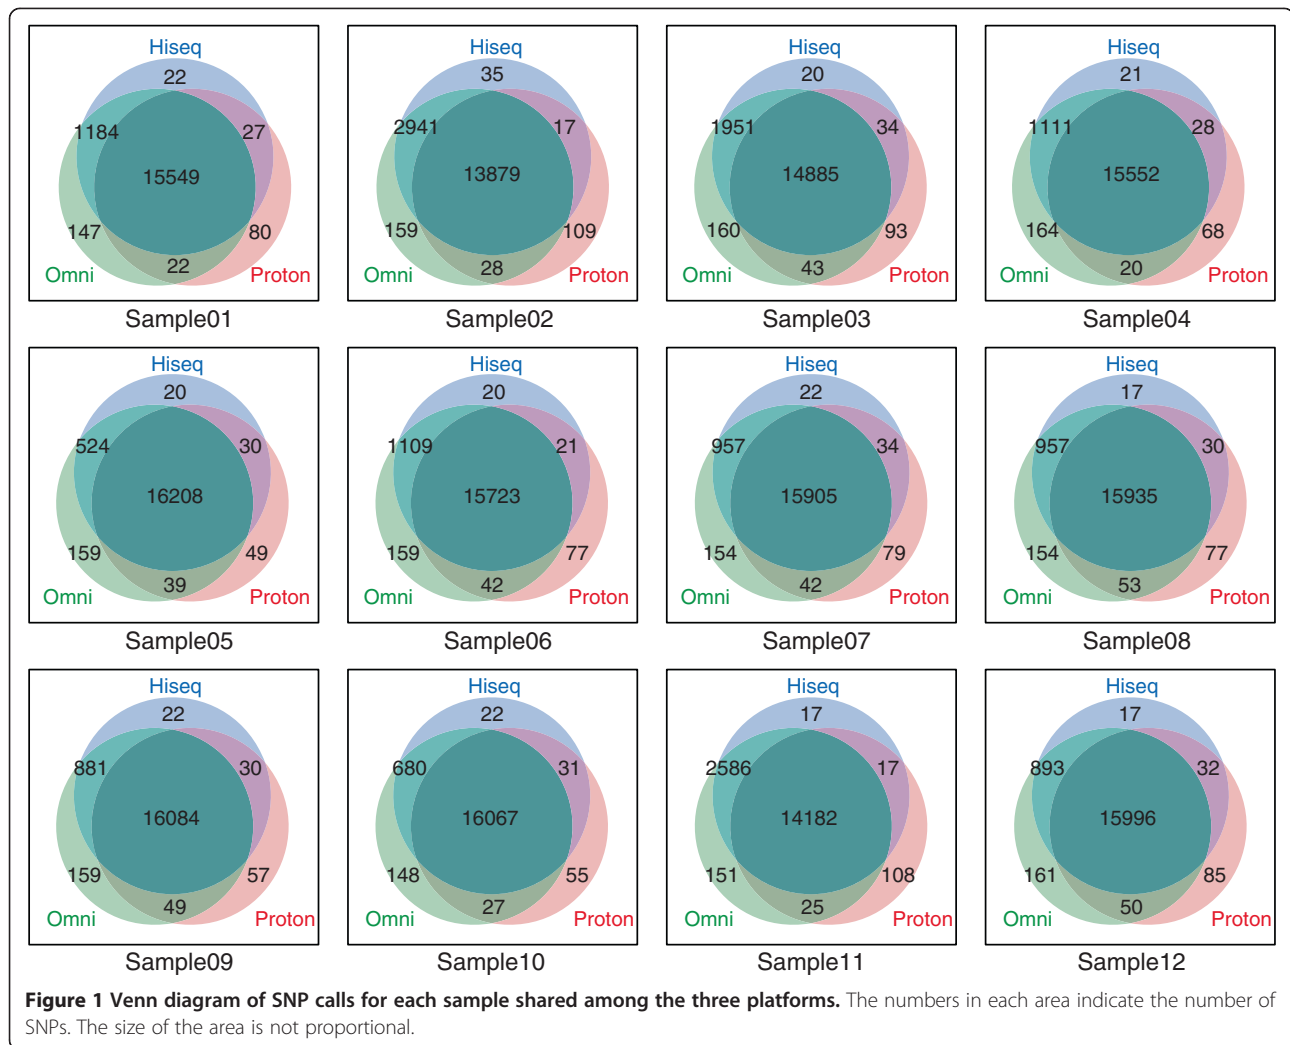 Hiseq
22
1184
27
15549
147
80
22
Omni
Proton
Sample01
Hiseq
35
2941
17
13879
159
109
28
Omni
Proton
Sample02
Hiseq
20
1951
34
14885
160
93
43
Omni
Proton
Sample03
Hiseq
21
1111
28
15552
164
68
20
Omni
Proton
Sample04
Hiseq
20
524
30
16208
159
49
39
Omni
Proton
Sample05
Hiseq
20
1109
21
15723
159
77
42
Omni
Proton
Sample06
Hiseq
22
957
34
15905
154
79
42
Omni
Proton
Sample07
Hiseq
17
957
30
15935
154
77
53
Omni
Proton
Sample08
Hiseq
22
881
30
16084
159
57
49
Omni
Proton
Sample09
Hiseq
22
680
31
16067
148
55
27
Omni
Proton
Sample10
Hiseq
17
2586
17
14182
151
108
25
Omni
Proton
Sample11
Hiseq
17
893
32
15996
161
85
50
Omni
Proton
Sample12
Figure 1 Venn diagram of SNP calls for each sample shared among the three platforms. The numbers in each area indicate the number of
SNPs. The size of the area is not proportional.